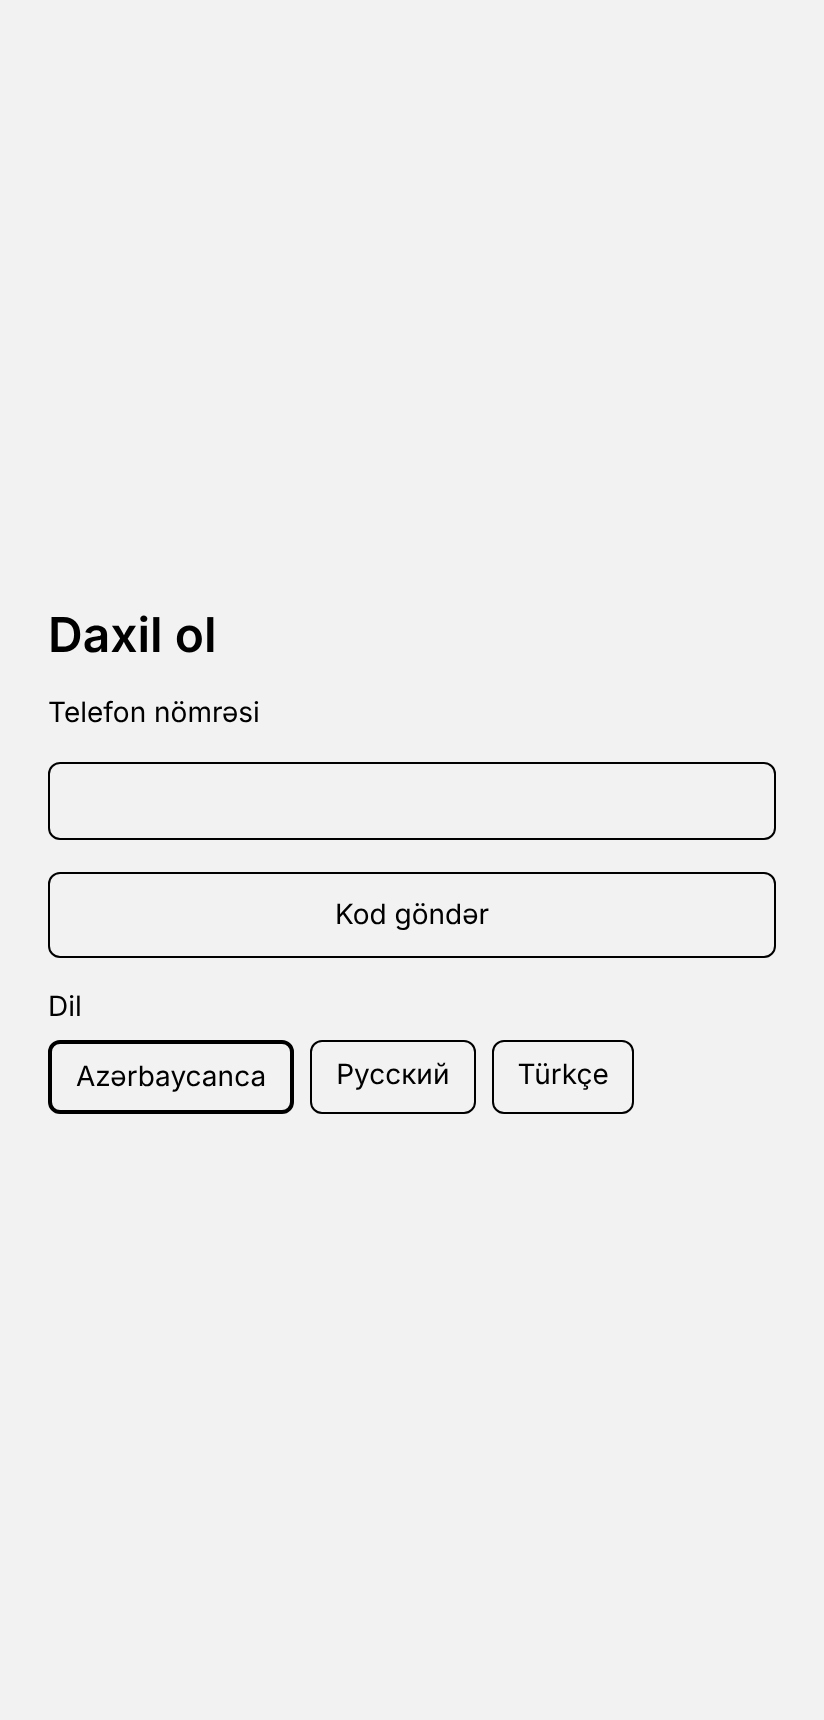 Daxil ol
Telefon nömrəsi
Kod göndər
Dil
Azərbaycanca Русский Türkçe